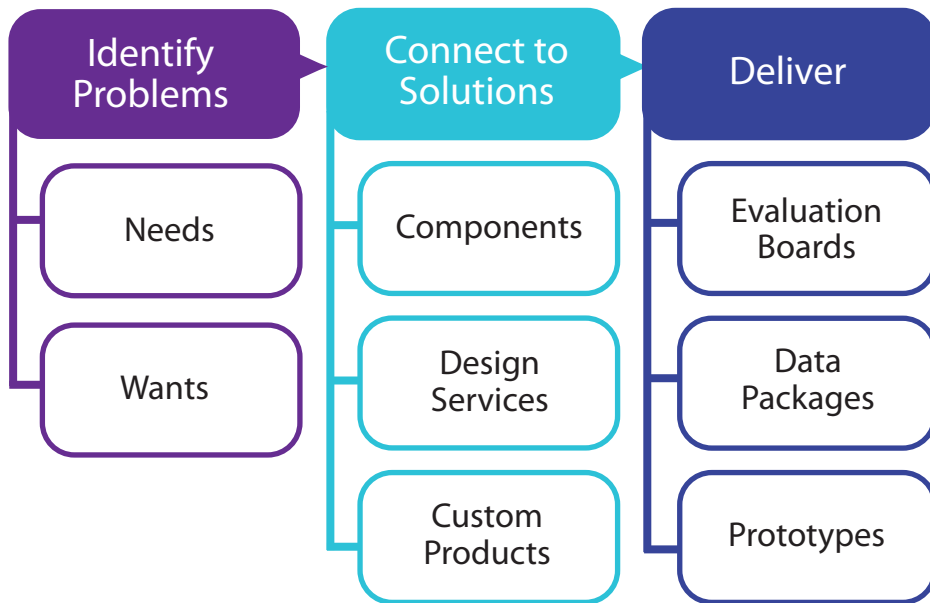 Identify
Problems
Needs
Wants
Connect to
Solutions
Components
Design
Services
Custom
Products
Deliver
Evaluation
Boards
Data
Packages
Prototypes